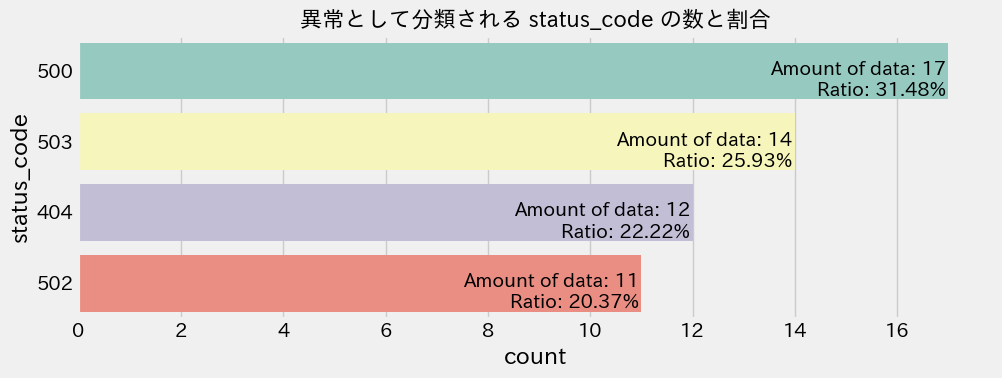 異常として分類される status_code の数と割合
status_code
500
Amount of data: 17
Ratio: 31.48%
503
Amount of data: 14
Ratio: 25.93%
404
Amount of data: 12
Ratio: 22.22%
502
Amount of data: 11
Ratio: 20.37%
0 2 4 6 8 10 12 14 16
count